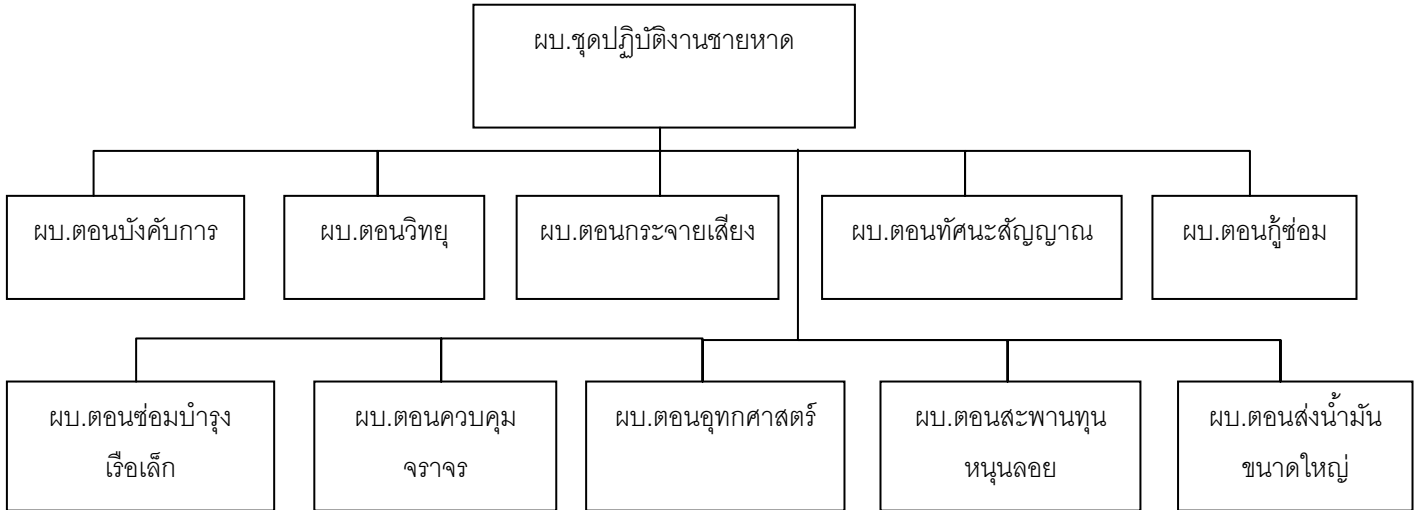 ผบ.ชุดปฏิบัติงานชายหาด
ผบ.ตอนบังคับการ
ผบ.ตอนวิทยุ
ผบ.ตอนกระจายเสียง
ผบ.ตอนทัศนะสัญญาณ
ผบ.ตอนกู้ซ่อม
ผบ.ตอนซ่อมบำรุง
เรือเล็ก
ผบ.ตอนควบคุม
จราจร
ผบ.ตอนอุทกศาสตร์
ผบ.ตอนสะพานทุน
หนุนลอย
ผบ.ตอนส่งน้ำมัน
ขนาดใหญ่